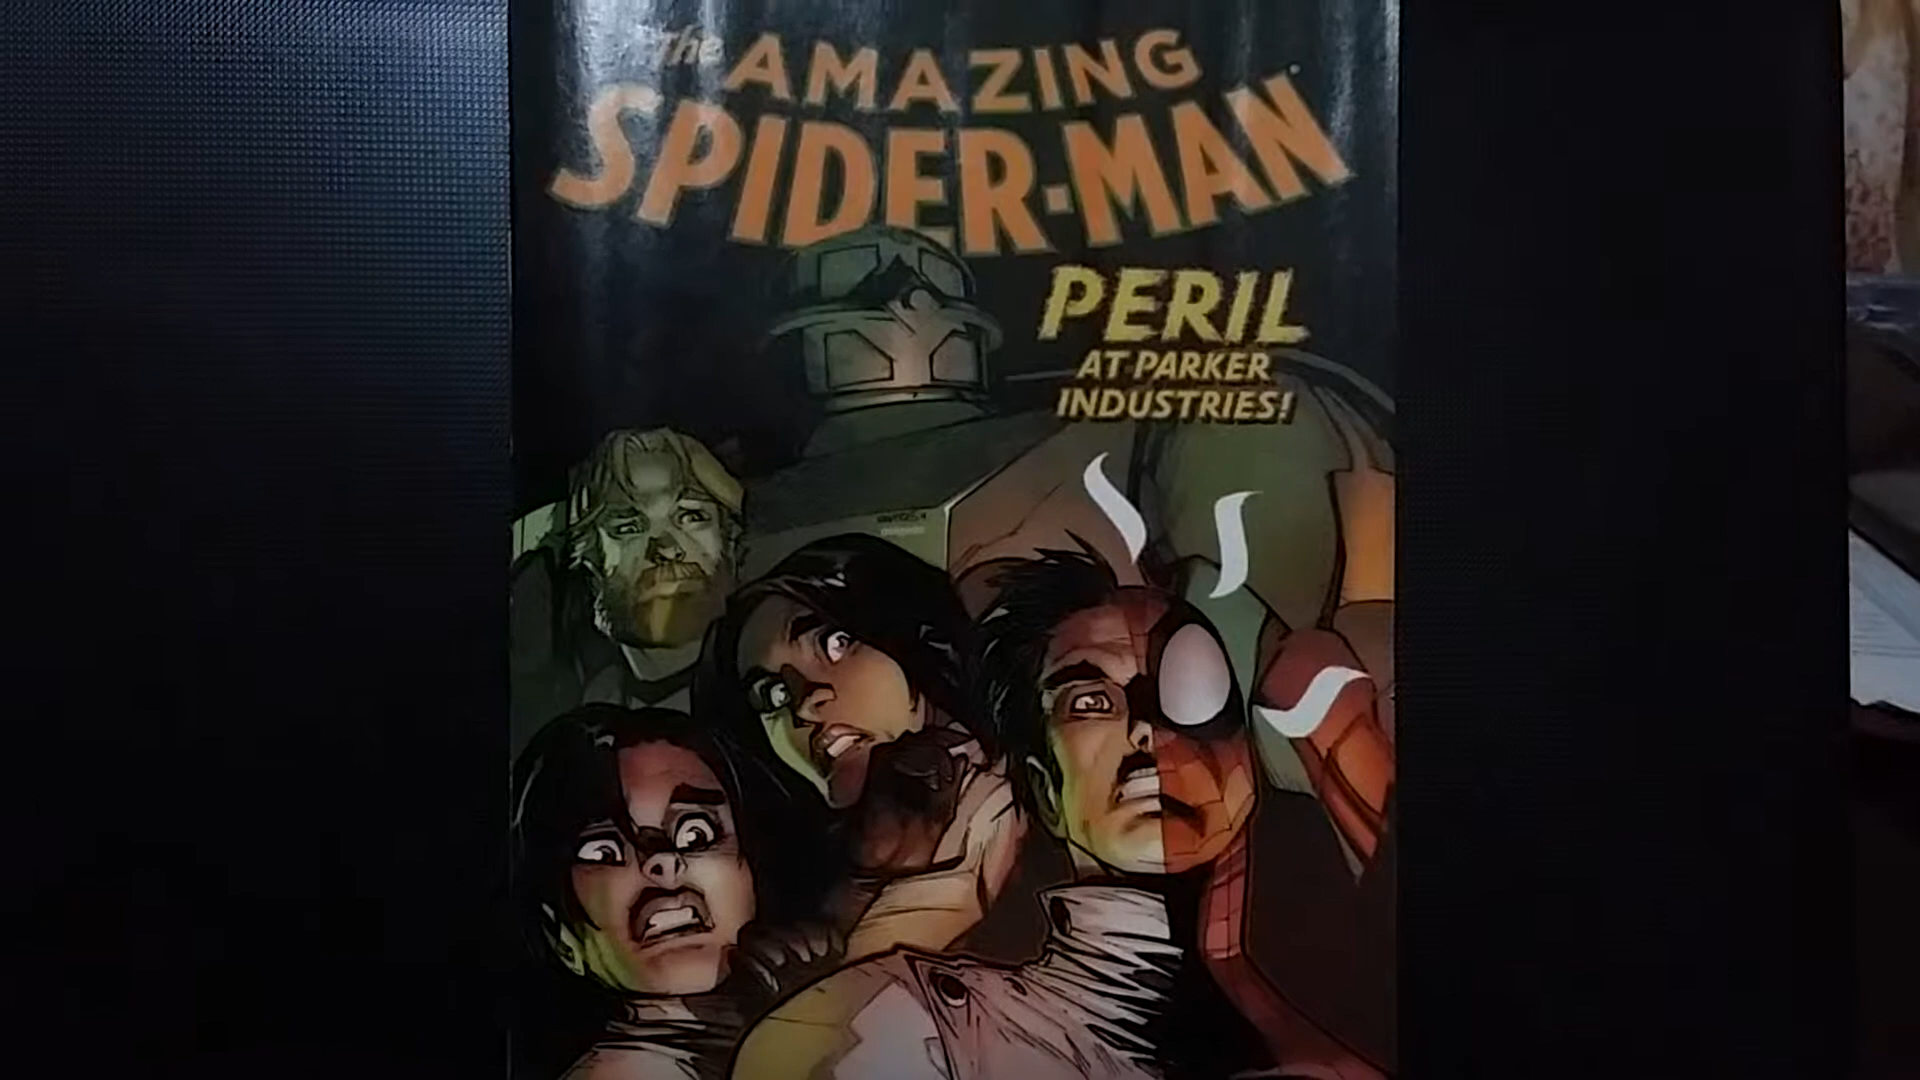 The AMAZING
SPIDER-MAN
PERIL
AT PARKER
INDUSTRIES!